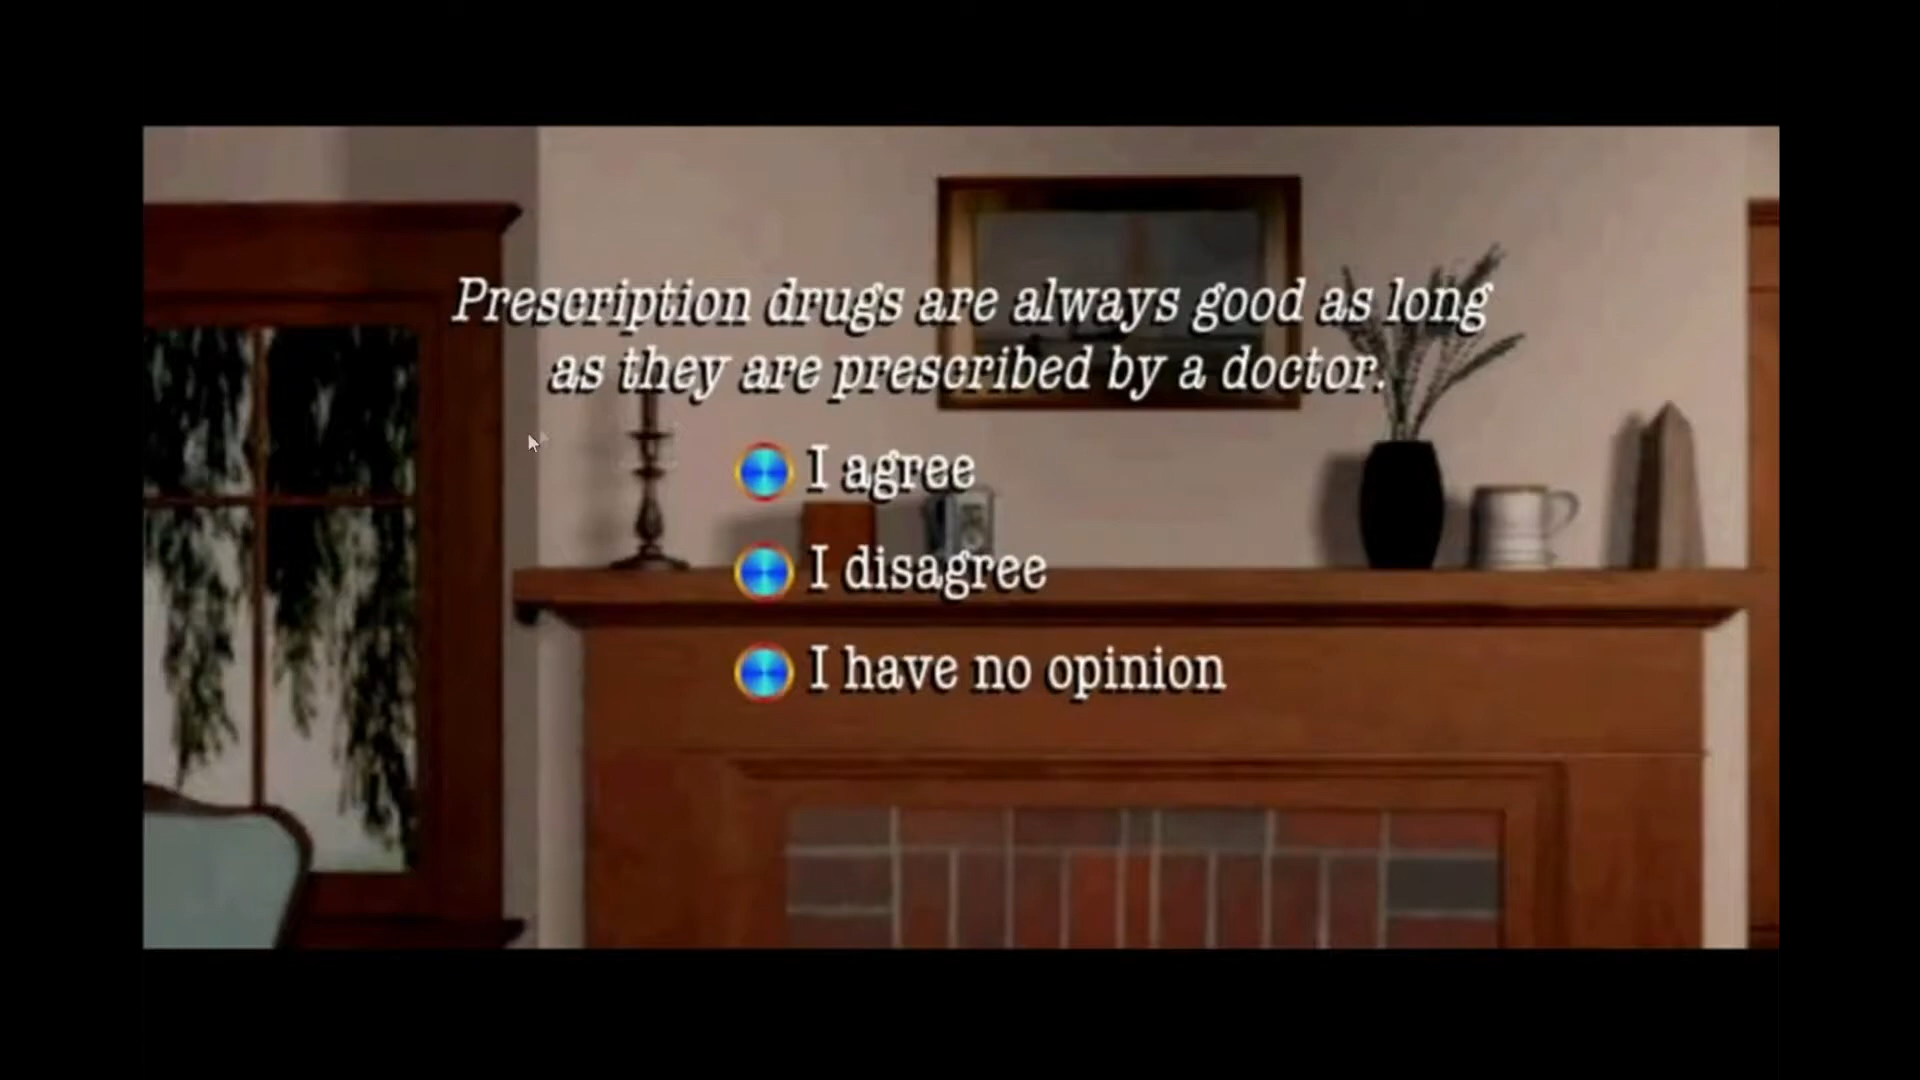 Prescription drugs are always good as long
as they are prescribed by a doctor.
I agree
I disagree
I have no opinion